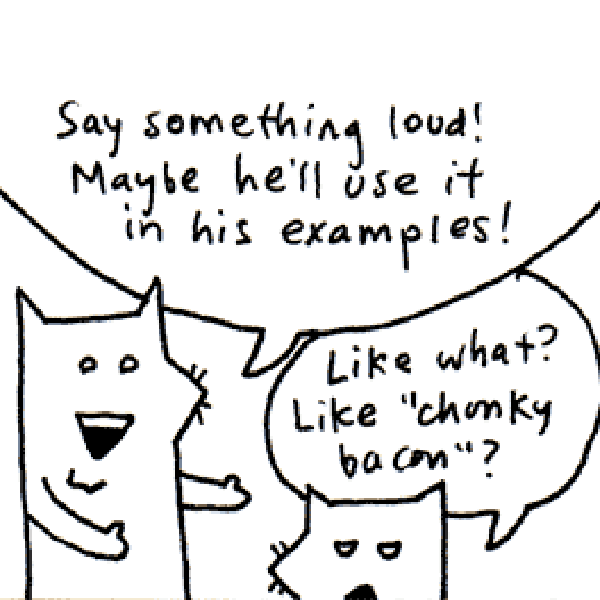 Say something loud!
Maybe he'll use it
in his examples!
Like what?
Like "chunky
bacon"?